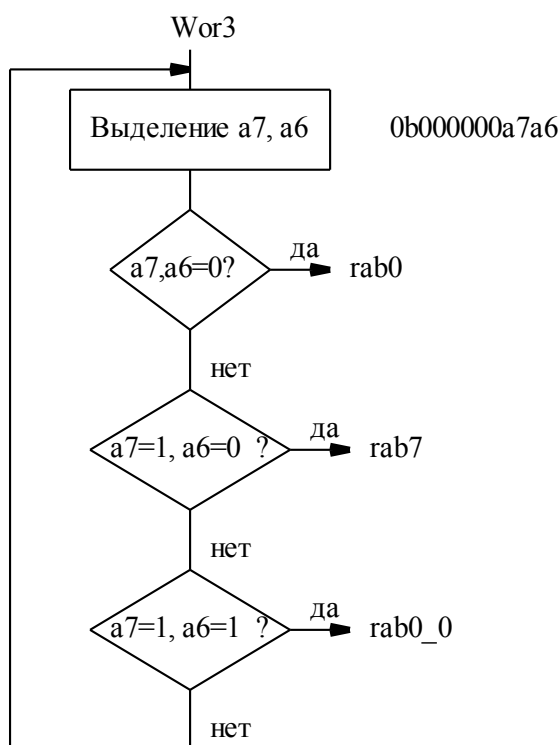 Wor3
Выделение a7, a6 0b000000a7a6
a7,a6=0? да rab0
нет
a7=1, a6=0 ? да rab7
нет
a7=1, a6=1 ? да rab0_0
нет